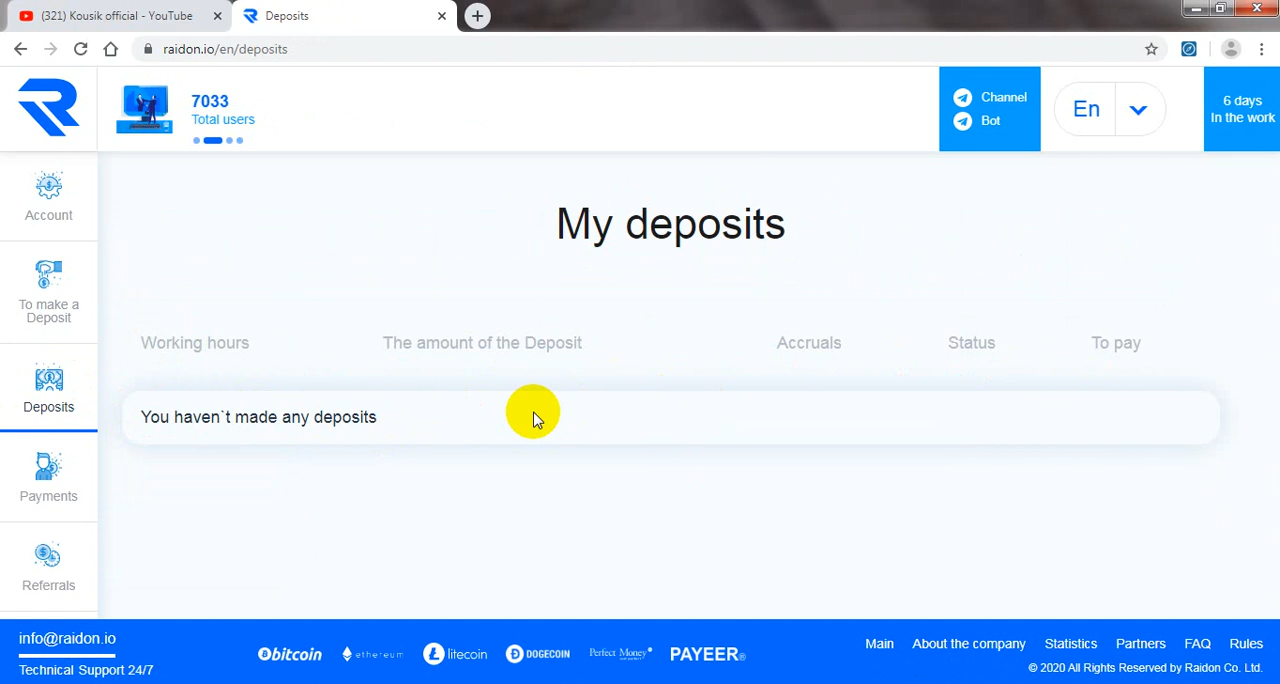 (321) Kousik official - YouTube
Deposits
raidon.io/en/deposits
7033
Total users
Channel
Bot
En
6 days
In the work
Account
To make a
Deposit
Deposits
Payments
Referrals
My deposits
Working hours The amount of the Deposit Accruals Status To pay
You haven`t made any deposits
info@raidon.io
Technical Support 24/7
bitcoin ethereum litecoin DOGECOIN Perfect Money PAYEER
Main About the company Statistics Partners FAQ Rules
© 2020 All Rights Reserved by Raidon Co. Ltd.